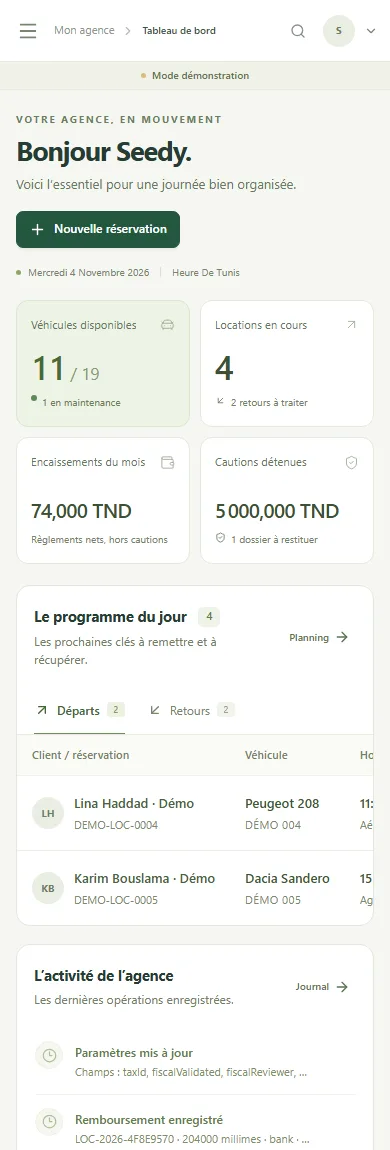 Mon agence > Tableau de bord S
Mode démonstration
VOTRE AGENCE, EN MOUVEMENT
Bonjour Seedy.
Voici l'essentiel pour une journée bien organisée.
+ Nouvelle réservation
Mercredi 4 Novembre 2026 | Heure De Tunis
Véhicules disponibles
11 / 19
1 en maintenance
Locations en cours
4
2 retours à traiter
Encaissements du mois
74,000 TND
Règlements nets, hors cautions
Cautions détenues
5 000,000 TND
1 dossier à restituer
Le programme du jour 4
Les prochaines clés à remettre et à
récupérer.
Planning
Départs 2 Retours 2
Client / réservation Véhicule Ho
LH Lina Haddad · Démo Peugeot 208 11:
DEMO-LOC-0004 DÉMO 004 Aé
KB Karim Bouslama · Démo Dacia Sandero 15
DEMO-LOC-0005 DÉMO 005 Ag
L'activité de l'agence
Les dernières opérations enregistrées.
Journal
Paramètres mis à jour
Champs : taxId, fiscalValidated, fiscalReviewer, ...
Remboursement enregistré
LOC-2026-4F8E9570 · 204000 millimes · bank · ...